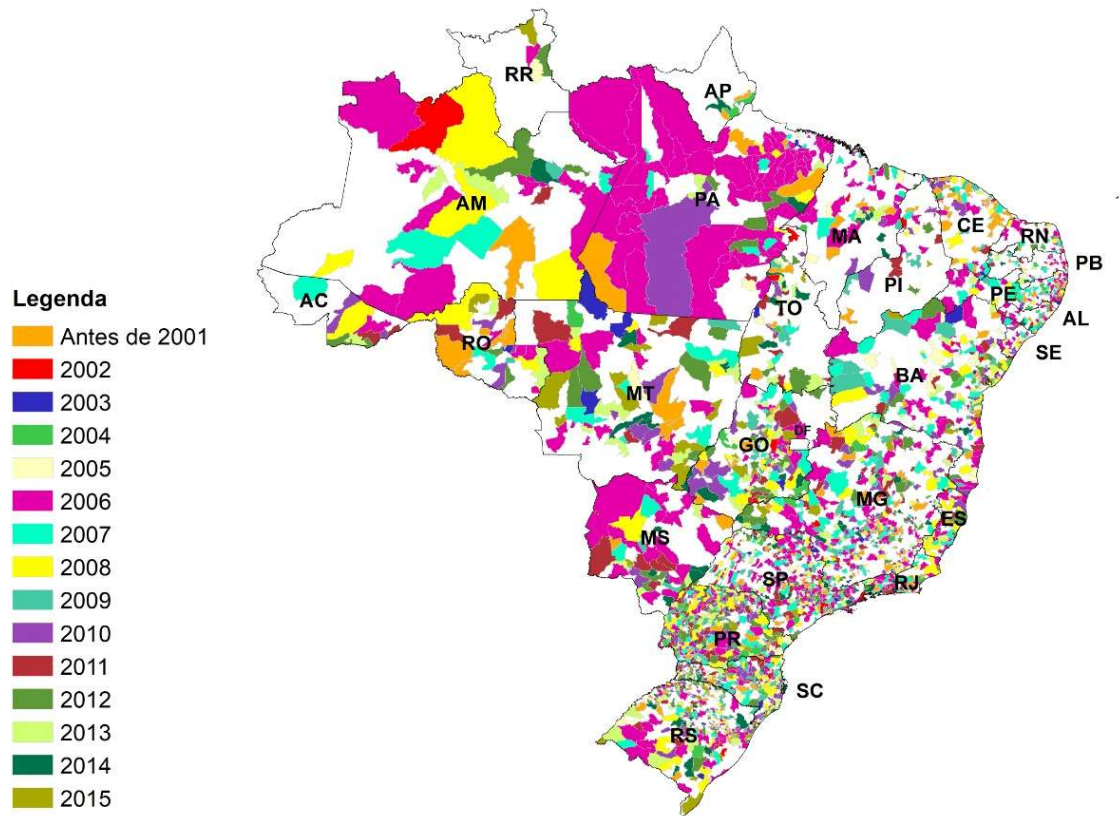 Legenda
Antes de 2001
2002
2003
2004
2005
2006
2007
2008
2009
2010
2011
2012
2013
2014
2015
RR
AP
AM
PA
MA
CE
RN
PB
PI
PE
AL
SE
AC
TO
RO
BA
MT
DF
GO
MG
ES
MS
SP
RJ
PR
SC
RS